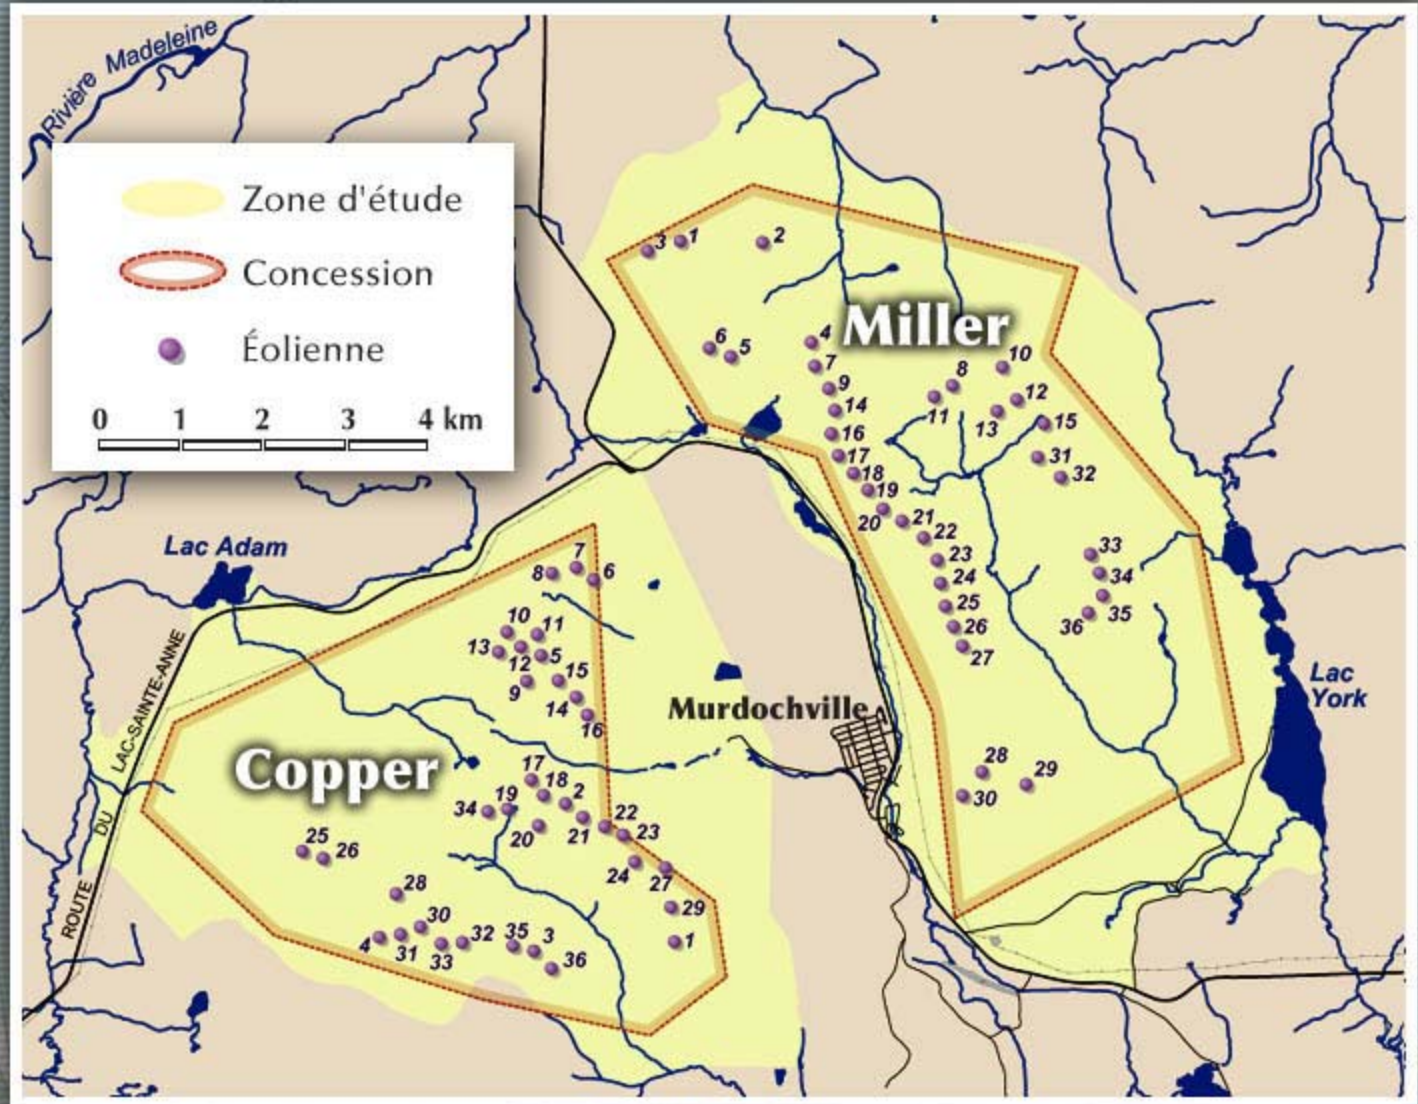 Rivière Madeleine
Zone d'étude
Concession
Éolienne
0 1 2 3 4 km
Miller
3 1 2
6 5 4
7
9
14
16
17
18
19
20 21
22
23
24
25
26
27
8 10
11 12
13 15
31
32
33
34
35
36
28 29
30
Lac Adam
Lac York
Murdochville
ROUTE DU LAC-SAINTE-ANNE
Copper
7
8 6
10 11
13 12 5 15
9 14
16
17 18 2
34 19 20 21 22 23
24 27
25 26
28
29
30
4 31 33 32 35 3 36
1